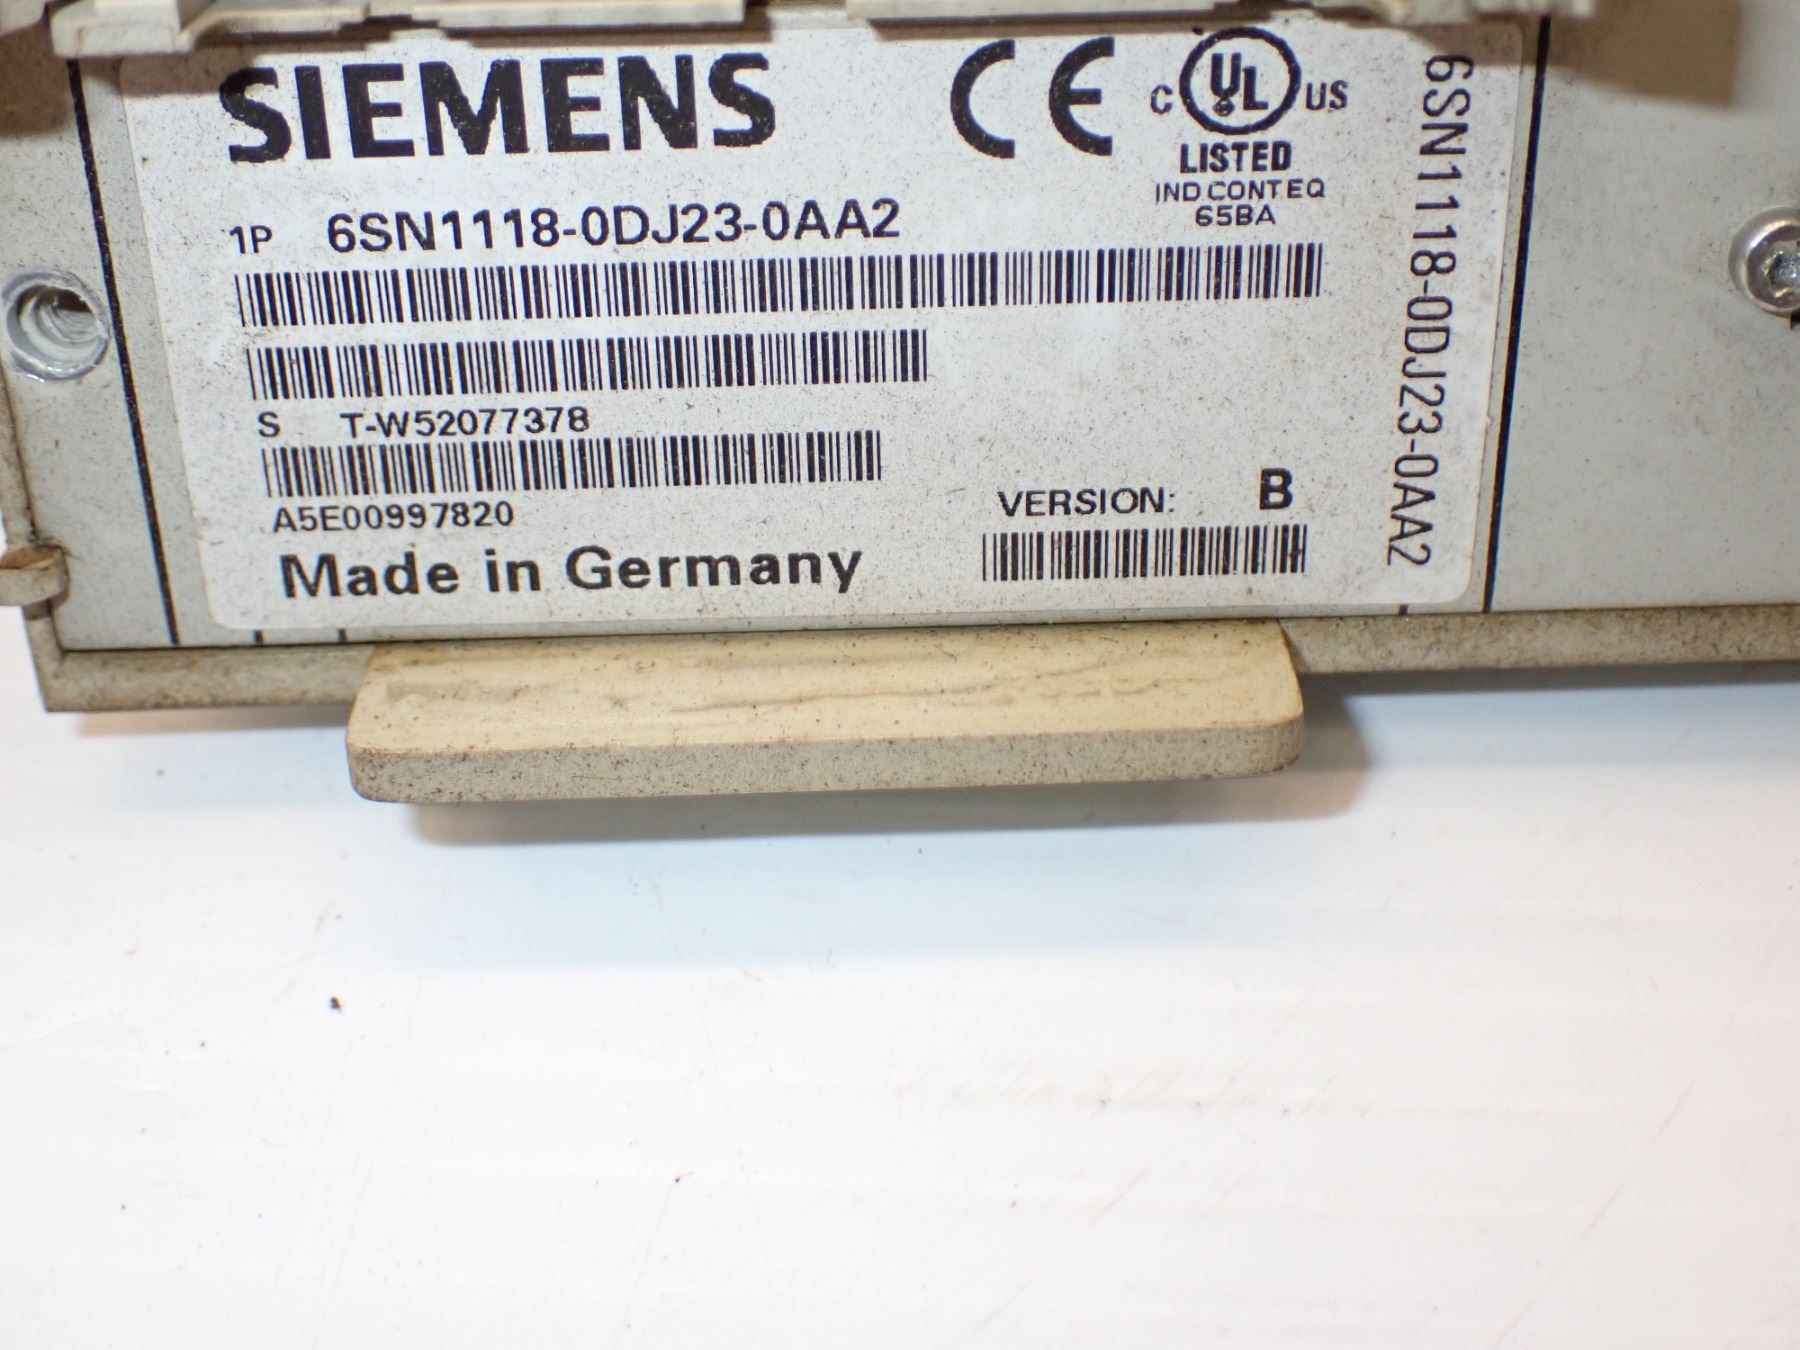 SIEMENS
CE
C UL US
LISTED
IND.CONT.EQ
65BA
1P 6SN1118-0DJ23-0AA2
S T-W52077378
A5E00997820
VERSION: B
Made in Germany
6SN1118-0DJ23-0AA2